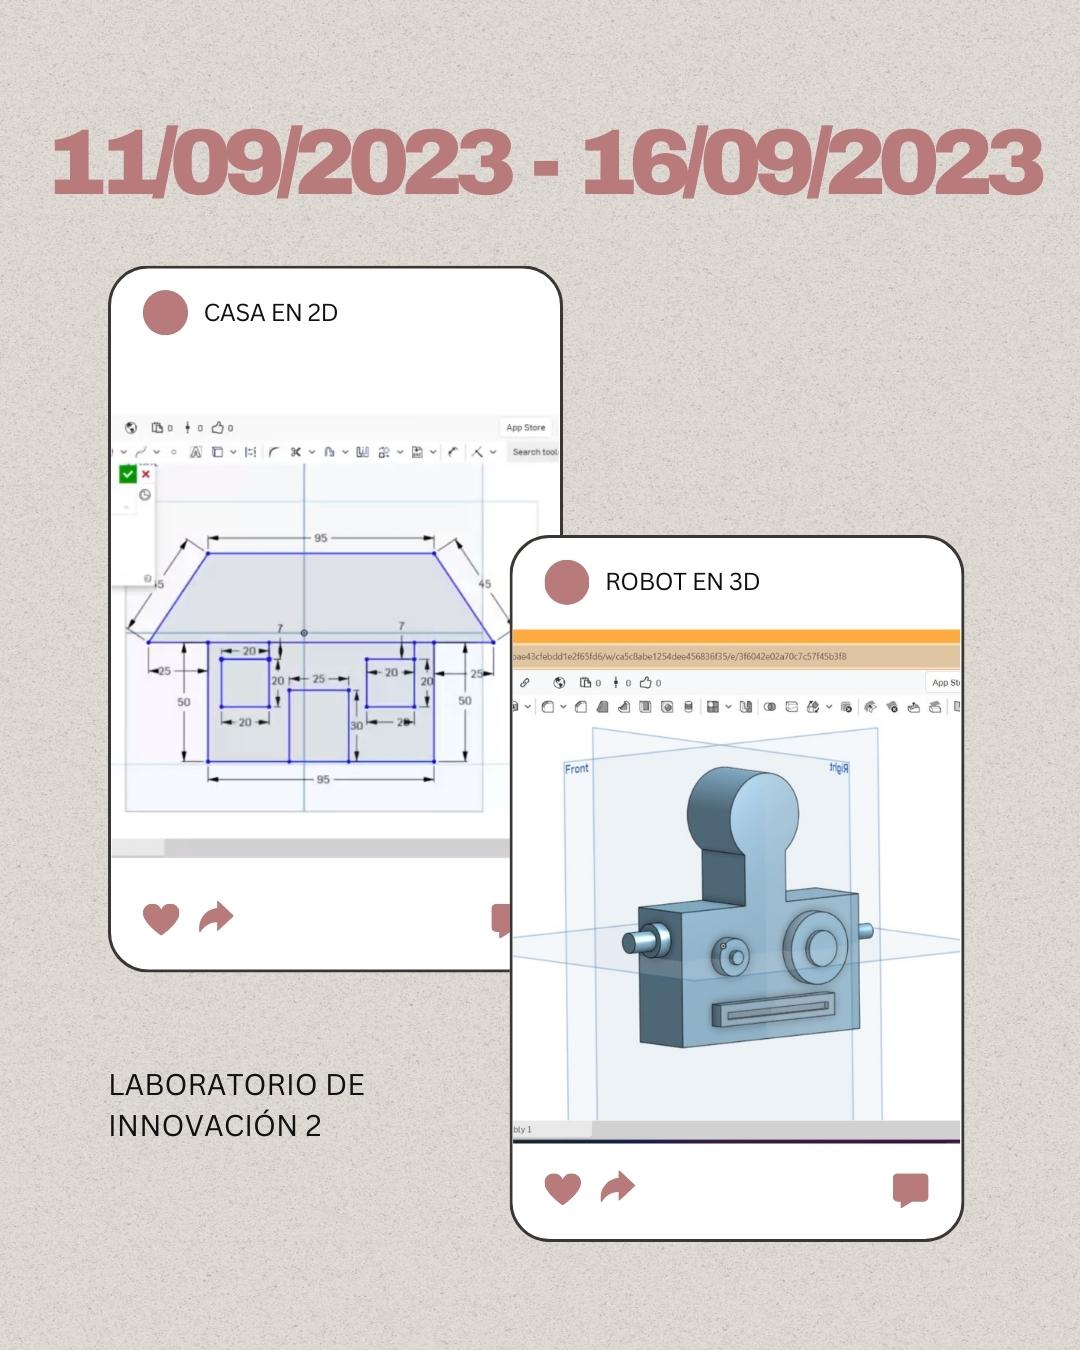 11/09/2023 - 16/09/2023
CASA EN 2D
0 0 0
App Store
Search tool
95
45
45
7
7
20
20
25
25
20
25
20
20
50
50
20
30
95
ROBOT EN 3D
bae43cfebdd1e2f65fd6/w/ca5c8abe1254dee456836f35/e/3f6042e02a70c7c57f45b3f8
0 0 0
App St
Front
Right
bly 1
LABORATORIO DE
INNOVACIÓN 2